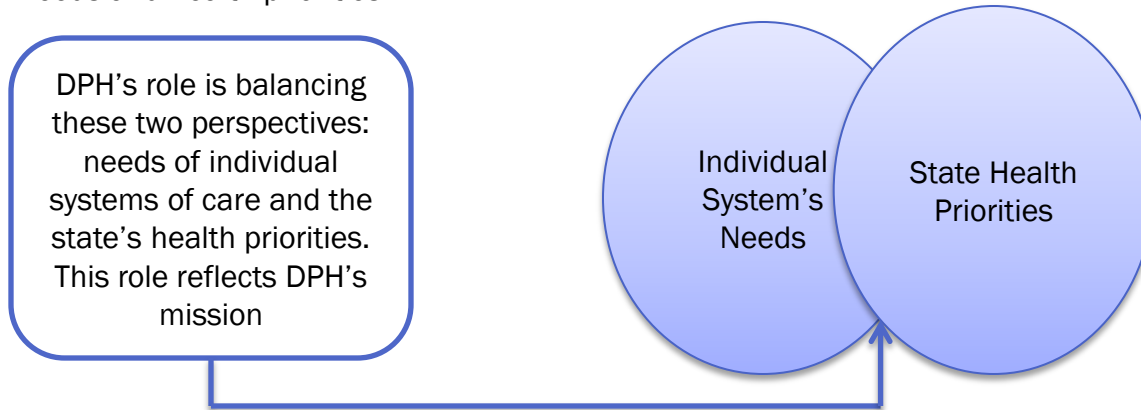 DPH’s role is balancing
these two perspectives:
needs of individual
systems of care and the
state’s health priorities.
This role reflects DPH’s
mission
Individual
System’s
Needs
State Health
Priorities